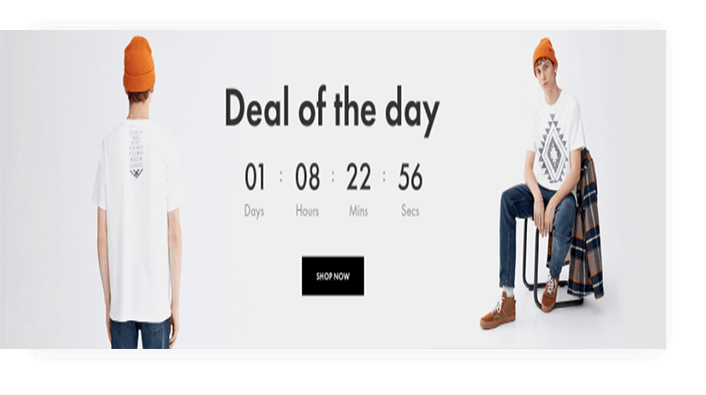 Deal of the day
01 : 08 : 22 : 56
Days Hours Mins Secs
SHOP NOW